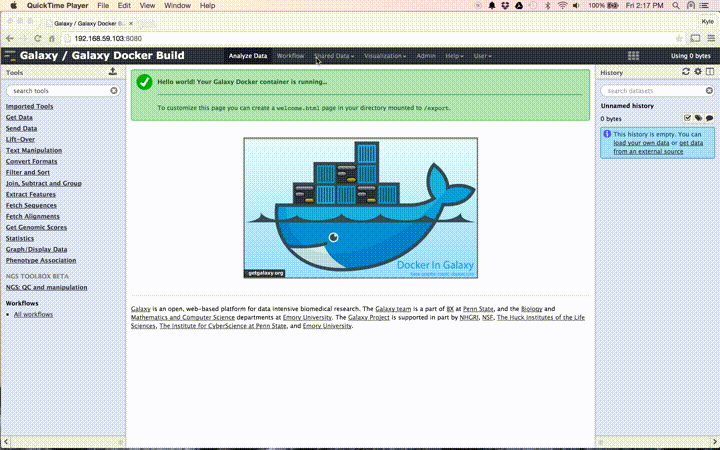 QuickTime Player File Edit View Window Help
100% Fri 2:17 PM
Galaxy / Galaxy Docker B
Kyle
192.168.59.103:8080
Galaxy / Galaxy Docker Build
Analyze Data Workflow Shared Data Visualization Admin Help User
Using 0 bytes
Tools
search tools
Imported Tools
Get Data
Send Data
Lift-Over
Text Manipulation
Convert Formats
Filter and Sort
Join, Subtract and Group
Extract Features
Fetch Sequences
Fetch Alignments
Get Genomic Scores
Statistics
Graph/Display Data
Phenotype Association
NGS TOOLBOX BETA
NGS: QC and manipulation
Workflows
All workflows
Hello world! Your Galaxy Docker container is running...
To customize this page you can create a welcome.html page in your directory mounted to /export.
Docker In Galaxy
getgalaxy.org
Galaxy is an open, web-based platform for data intensive biomedical research. The Galaxy team is a part of BX at Penn State, and the Biology and
Mathematics and Computer Science departments at Emory University. The Galaxy Project is supported in part by NHGRI, NSF, The Huck Institutes of the Life
Sciences, The Institute for CyberScience at Penn State, and Emory University.
History
search datasets
Unnamed history
0 bytes
This history is empty. You can
load your own data or get data
from an external source